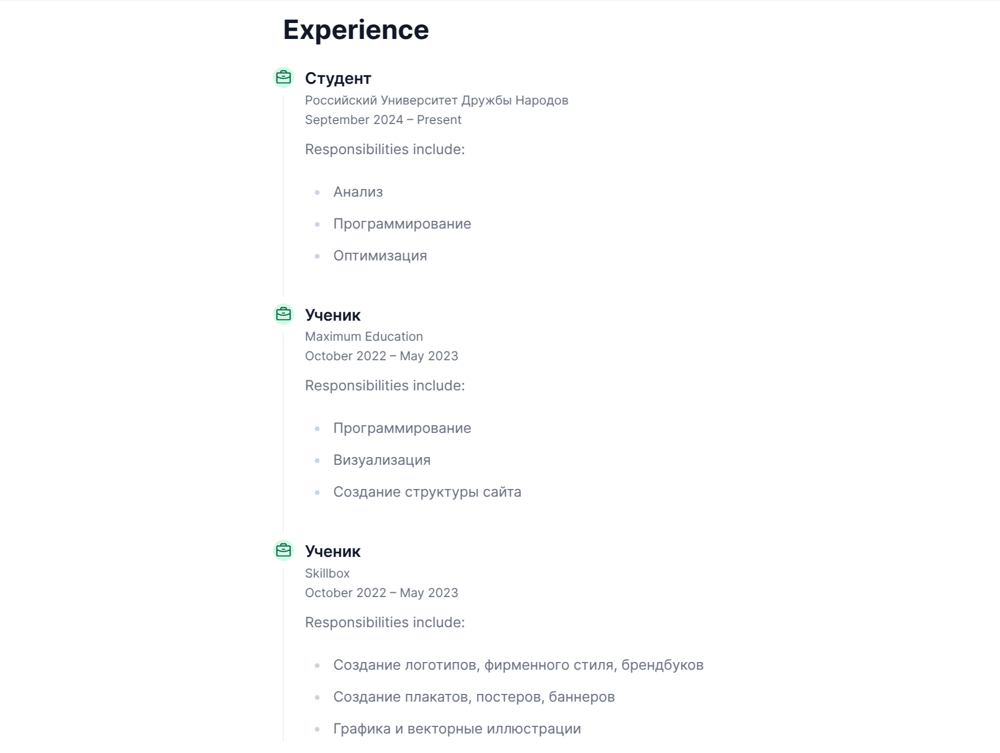 Experience
Студент
Российский Университет Дружбы Народов
September 2024 – Present
Responsibilities include:
Анализ
Программирование
Оптимизация
Ученик
Maximum Education
October 2022 – May 2023
Responsibilities include:
Программирование
Визуализация
Создание структуры сайта
Ученик
Skillbox
October 2022 – May 2023
Responsibilities include:
Создание логотипов, фирменного стиля, брендбуков
Создание плакатов, постеров, баннеров
Графика и векторные иллюстрации